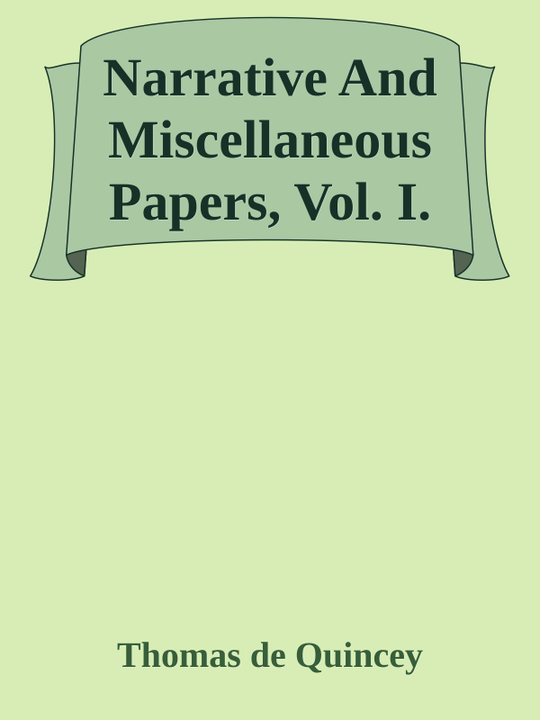 Narrative And
Miscellaneous
Papers, Vol. I.
Thomas de Quincey